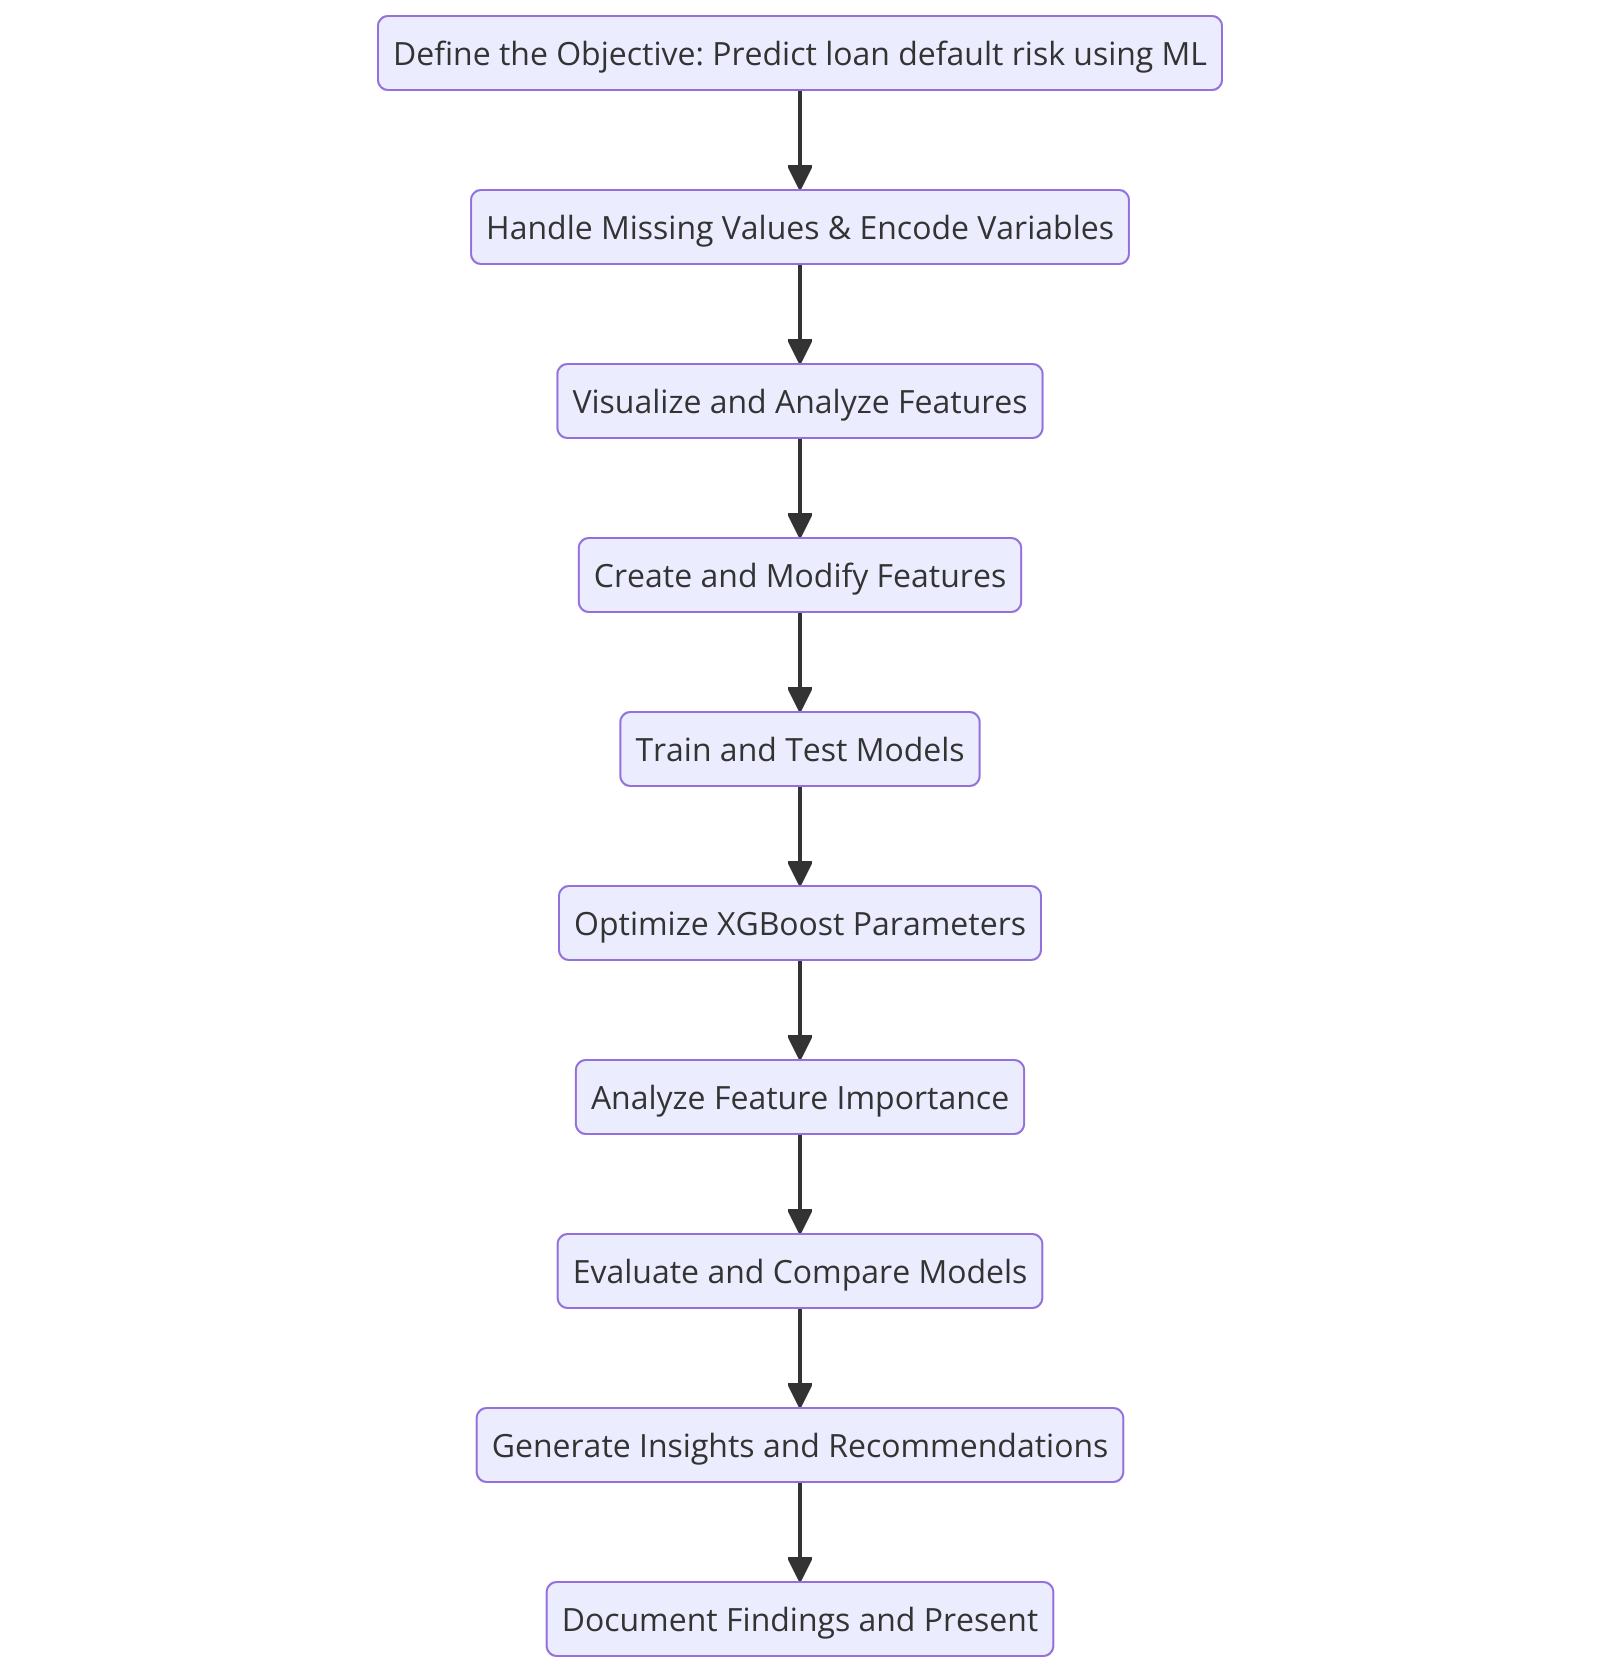 Define the Objective: Predict loan default risk using ML
Handle Missing Values & Encode Variables
Visualize and Analyze Features
Create and Modify Features
Train and Test Models
Optimize XGBoost Parameters
Analyze Feature Importance
Evaluate and Compare Models
Generate Insights and Recommendations
Document Findings and Present